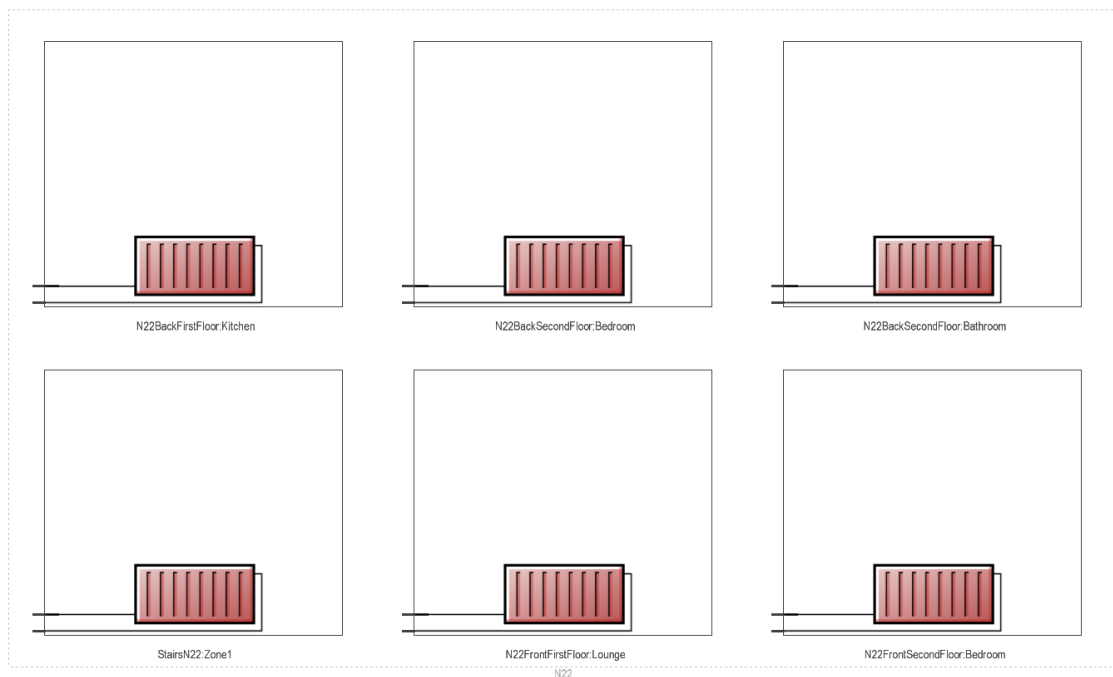 N22BackFirstFloor:Kitchen
N22BackSecondFloor:Bedroom
N22BackSecondFloor:Bathroom
StairsN22:Zone1
N22FrontFirstFloor:Lounge
N22FrontSecondFloor:Bedroom
N22